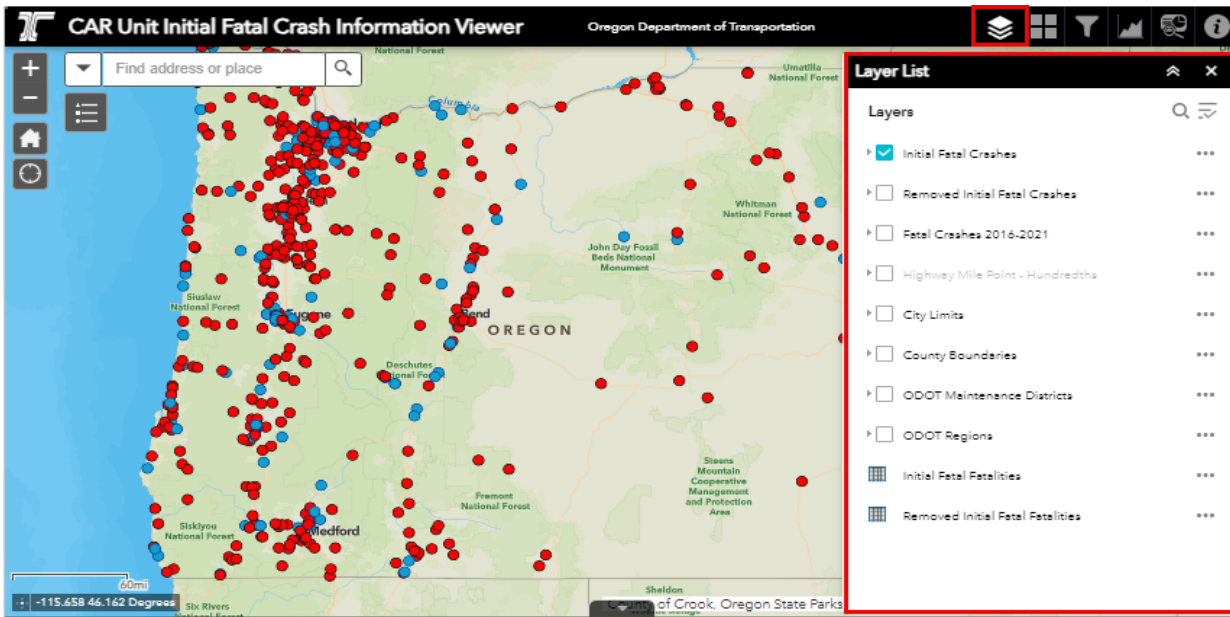 CAR Unit Initial Fatal Crash Information Viewer
Oregon Department of Transportation
Find address or place
National Forest
Umatilla
National Forest
Columbia
Whitman
National Forest
John Day Fossil
Beds National
Monument
Siuslaw
National Forest
Eugene
Bend
OREGON
Deschutes
National Forest
Steens
Mountain
Cooperative
Management
and Protection
Area
Fremont
National Forest
Siskiyou
National Forest
Medford
60mi
-115.658 46.162 Degrees
Six Rivers
National Forest
Sheldon
County of Crook, Oregon State Parks
Layer List
Layers
Initial Fatal Crashes
Removed Initial Fatal Crashes
Fatal Crashes 2016-2021
Highway Mile Point - Hundredths
City Limits
County Boundaries
ODOT Maintenance Districts
ODOT Regions
Initial Fatal Fatalities
Removed Initial Fatal Fatalities